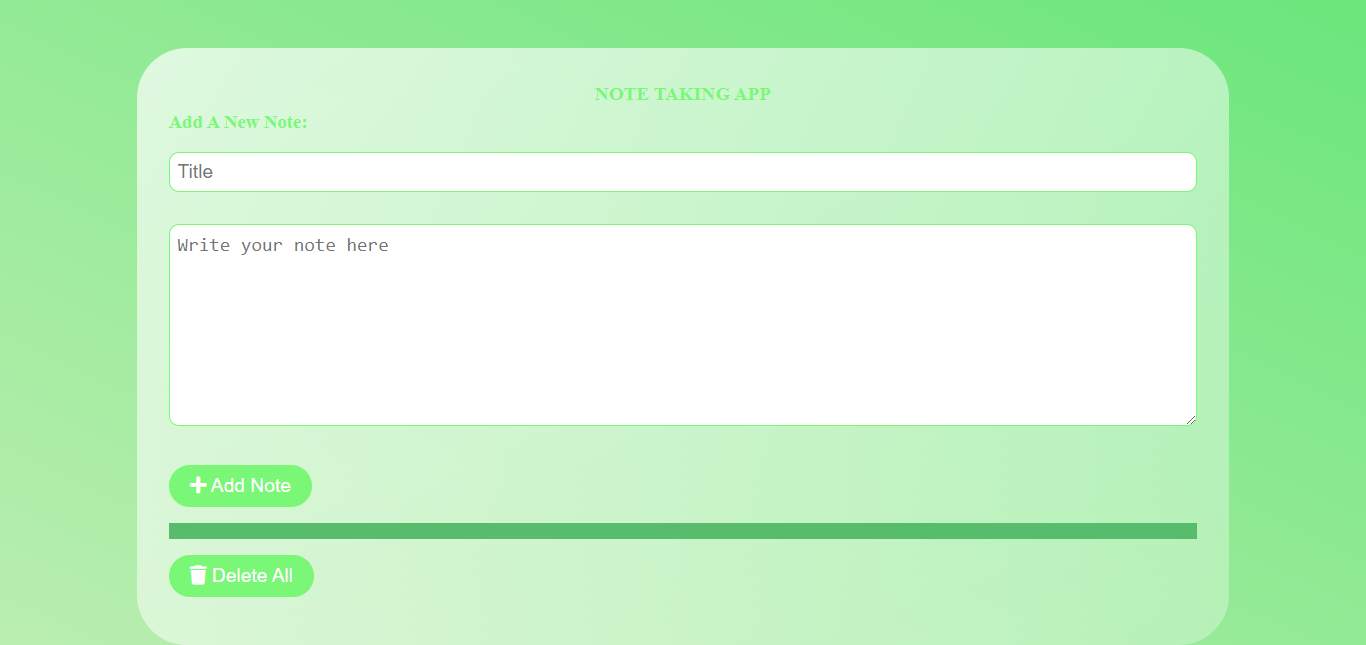 NOTE TAKING APP
Add A New Note:
Title
Write your note here
Add Note
Delete All